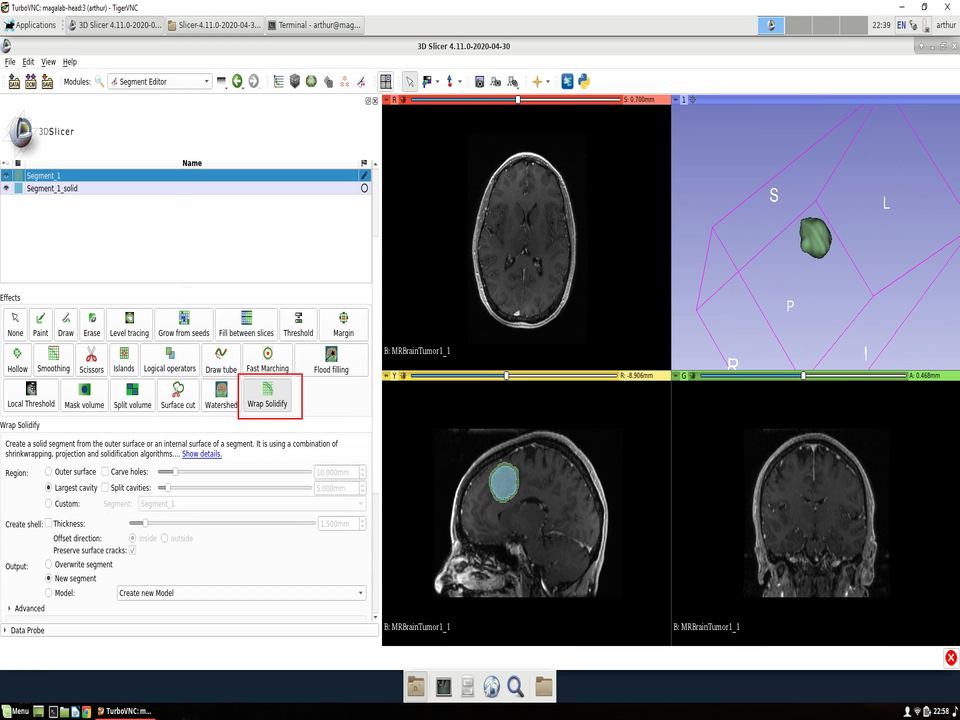 TurboVNC: magalab-head:3 (arthur) - TigerVNC
Applications
3D Slicer 4.11.0-2020-0...
Slicer-4.11.0-2020-04-3...
Terminal - arthur@mag...
22:39
EN
arthur
3D Slicer 4.11.0-2020-04-30
File Edit View Help
Modules:
Segment Editor
DATA
DCM
SAVE
R
S: 0.700mm
1
3DSlicer
Name
Segment_1
Segment_1_solid
S
L
P
R
I
B: MRBrainTumor1_1
Effects
None
Paint
Draw
Erase
Level tracing
Grow from seeds
Fill between slices
Threshold
Margin
Hollow
Smoothing
Scissors
Islands
Logical operators
Draw tube
Fast Marching
Flood filling
Local Threshold
Mask volume
Split volume
Surface cut
Watershed
Wrap Solidify
Y
R: -8.906mm
G
A: 0.468mm
Wrap Solidify
Create a solid segment from the outer surface or an internal surface of a segment. It is using a combination of
shrinkwrapping, projection and solidification algorithms.... Show details.
Region:
Outer surface
Carve holes:
10.000mm
Largest cavity
Split cavities:
5.000mm
Custom:
Segment:
Segment_1
Create shell:
Thickness:
1.500mm
Offset direction:
inside
outside
Preserve surface cracks:
Output:
Overwrite segment
New segment
Model:
Create new Model
Advanced
Data Probe
B: MRBrainTumor1_1
B: MRBrainTumor1_1
Menu
TurboVNC: m...
22:58